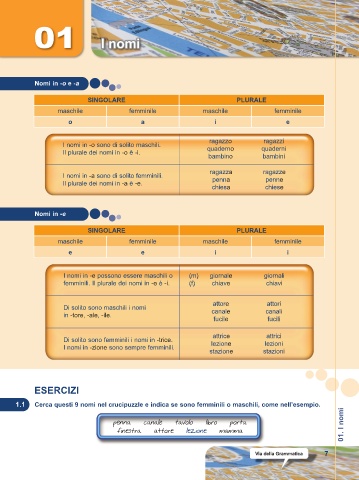 01
I nomi
Nomi in -o e -a
SINGOLARE PLURALE
maschile femminile maschile femminile
o a i e
I nomi in -o sono di solito maschili.
Il plurale dei nomi in -o è -i.
ragazzo ragazzi
quaderno quaderni
bambino bambini
I nomi in -a sono di solito femminili.
Il plurale dei nomi in -a è -e.
ragazza ragazze
penna penne
chiesa chiese
Nomi in -e
SINGOLARE PLURALE
maschile femminile maschile femminile
e e i i
I nomi in -e possono essere maschili o
femminili. Il plurale dei nomi in -e è -i.
(m) giornale giornali
(f) chiave chiavi
Di solito sono maschili i nomi
in -tore, -ale, -ile.
attore attori
canale canali
fucile fucili
Di solito sono femminili i nomi in -trice.
I nomi in -zione sono sempre femminili.
attrice attrici
lezione lezioni
stazione stazioni
ESERCIZI
1.1 Cerca questi 9 nomi nel crucipuzzle e indica se sono femminili o maschili, come nell'esempio.
penna canale tavolo libro porta
finestra attore lezione mamma
01. I nomi
Via della Grammatica 7